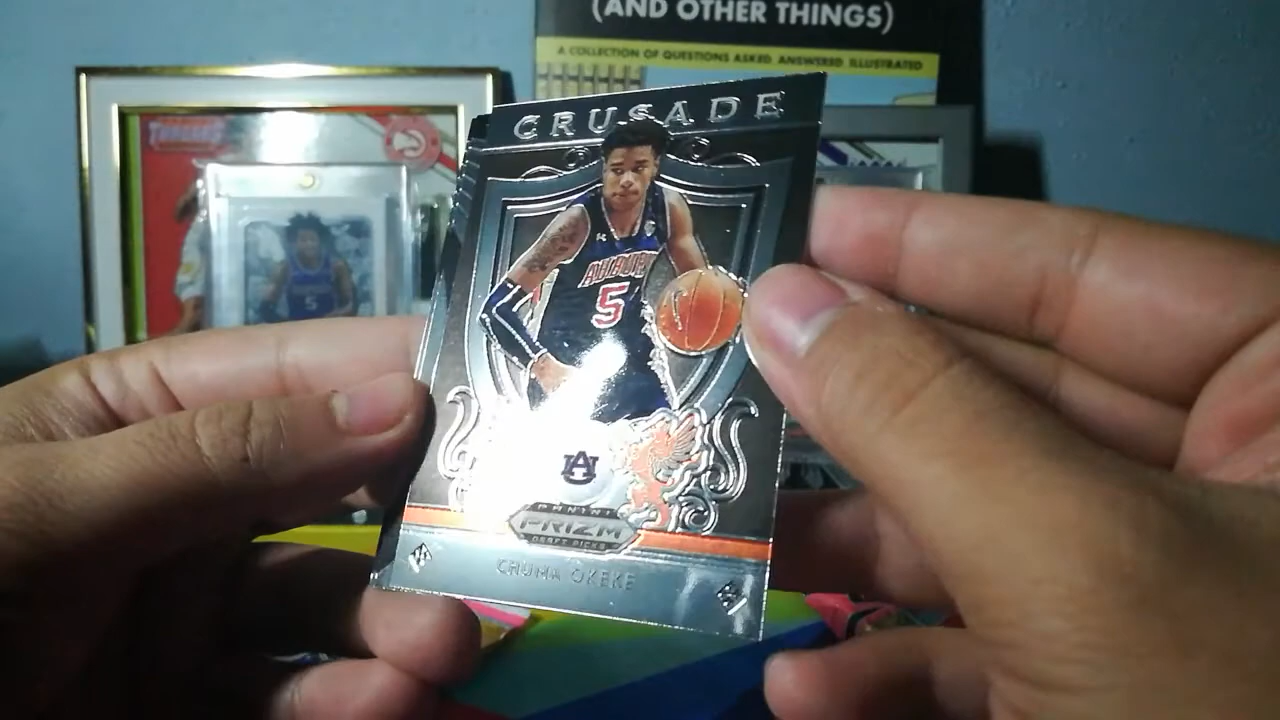 (AND OTHER THINGS)
A COLLECTION OF QUESTIONS ASKED, ANSWERED, ILLUSTRATED
CRUSADE
AUBURN
5
AU
PANINI
PRIZM
DRAFT PICKS
CHUMA OKEKE
5